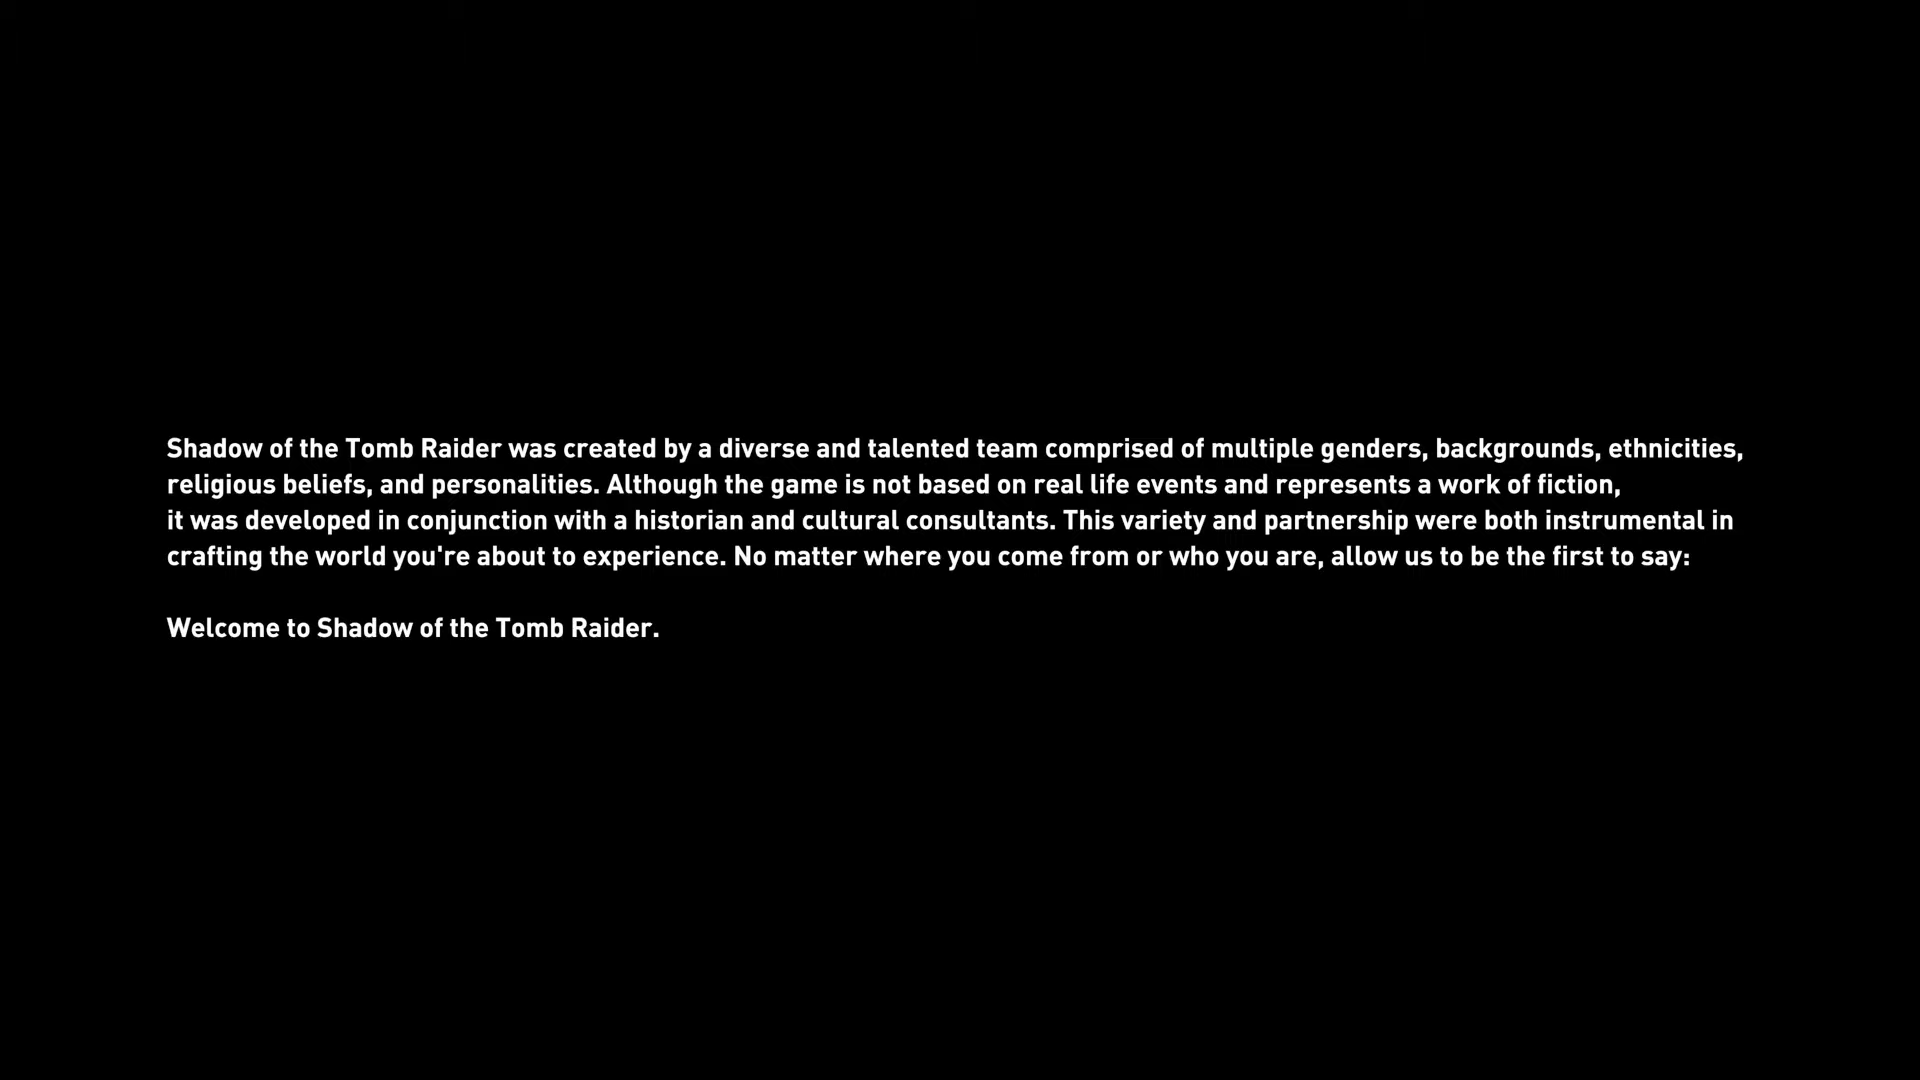 Shadow of the Tomb Raider was created by a diverse and talented team comprised of multiple genders, backgrounds, ethnicities,
religious beliefs, and personalities. Although the game is not based on real life events and represents a work of fiction,
it was developed in conjunction with a historian and cultural consultants. This variety and partnership were both instrumental in
crafting the world you're about to experience. No matter where you come from or who you are, allow us to be the first to say:
Welcome to Shadow of the Tomb Raider.